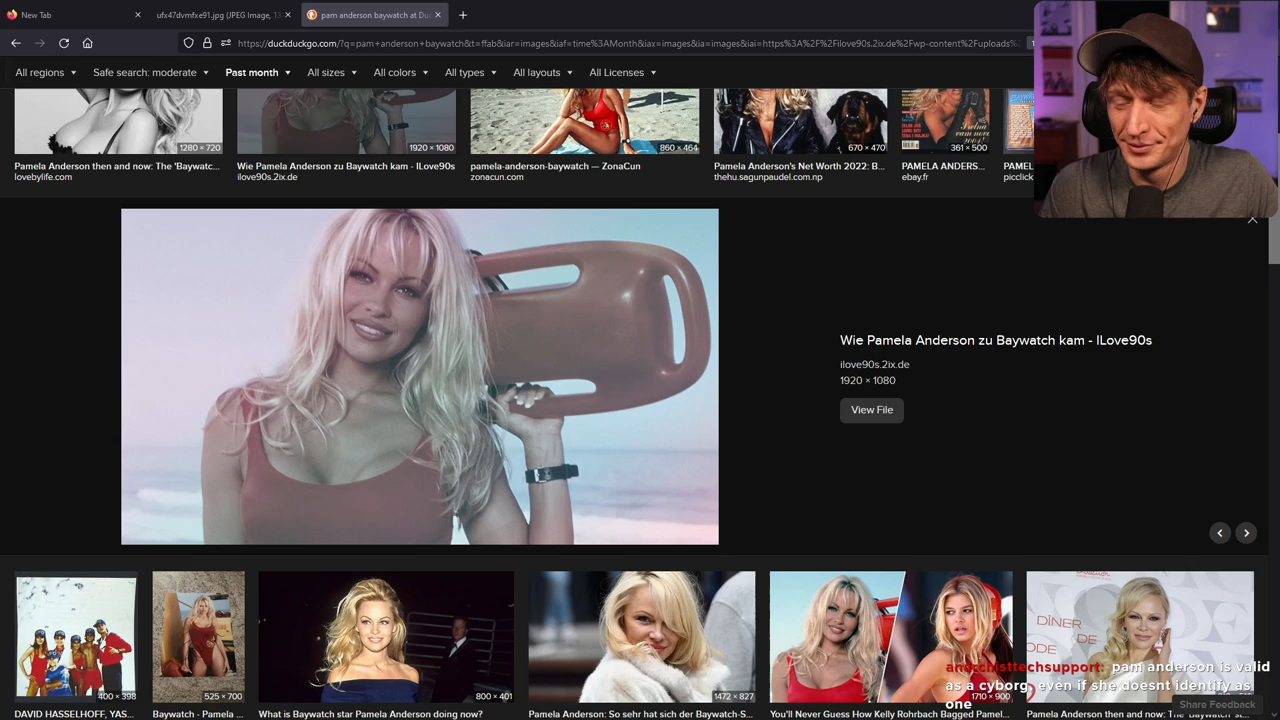 New Tab
ufx47dvmfxe91.jpg (JPEG Image, 13
pam anderson baywatch at Du
https://duckduckgo.com/?q=pam+anderson+baywatch&t=ffab&iar=images&iaf=time%3AMonth&iax=images&ia=images&iai=https%3A%2F%2Filove90s.2ix.de%2Fwp-content%2Fuploads%
All regions
Safe search: moderate
Past month
All sizes
All colors
All types
All layouts
All Licenses
1280 × 720
1920 × 1080
860 × 464
670 × 470
361 × 500
Pamela Anderson then and now: The 'Baywatc...
Wie Pamela Anderson zu Baywatch kam - ILove90s
pamela-anderson-baywatch — ZonaCun
Pamela Anderson's Net Worth 2022: B...
PAMELA ANDERS...
PAME
lovebylife.com
ilove90s.2ix.de
zonacun.com
thehu.sagunpaudel.com.np
ebay.fr
picclick
Wie Pamela Anderson zu Baywatch kam - ILove90s
ilove90s.2ix.de
1920 × 1080
View File
DÎNER
DE
ODE
400 × 398
525 × 700
800 × 401
1472 × 827
1710 × 900
DAVID HASSELHOFF, YAS...
Baywatch - Pamela ...
What is Baywatch star Pamela Anderson doing now?
Pamela Anderson: So sehr hat sich der Baywatch-S...
You'll Never Guess How Kelly Rohrbach Bagged Pamel...
Pamela Anderson then and now: The 'Baywatch' st...
anarchisttechsupport: pam anderson is valid
as a cyborg, even if she doesnt identify as
one
Share Feedback